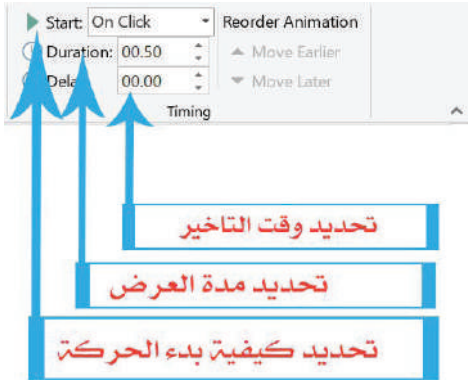 Start: On Click Reorder Animation
Duration: 00.50 Move Earlier
Dela 00.00 Move Later
Timing
تحديد وقت التاخير
تحديد مدة العرض
تحديد كيفية بدء الحركة